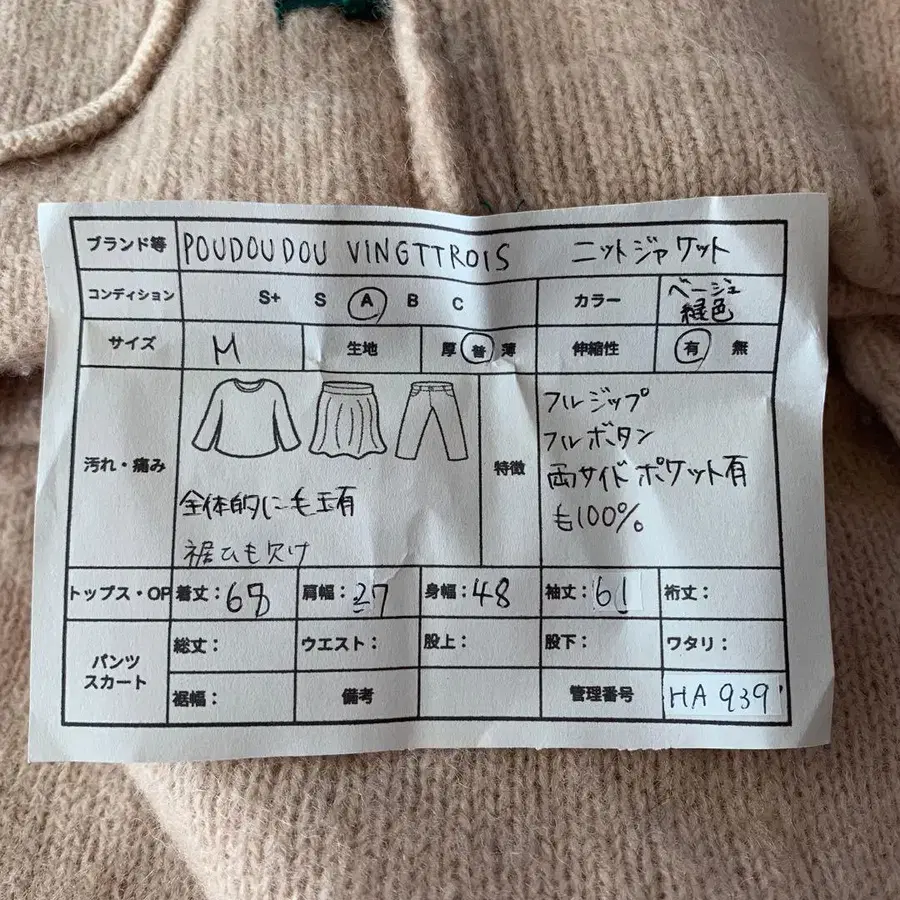 ブランド等 POUDOUDOU VINGTTROIS ニットジャケット
コンディション S+ S A B C カラー ベージュ 緑色
サイズ M 生地 厚 普 薄 伸縮性 有 無
汚れ・痛み 特徴
全体的に毛玉有
裾ひも欠け
フルジップ
フルボタン
両サイドポケット有
毛100%
トップス・OP 着丈:68 肩幅:37 身幅:48 袖丈:61 裄丈:
パンツ スカート
総丈: ウエスト: 股上: 股下: ワタリ:
裾幅: 備考 管理番号 HA939